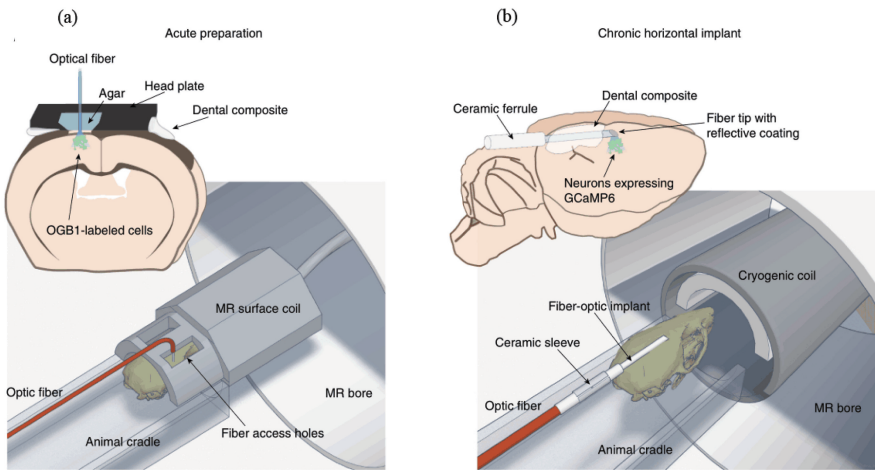 (a)
Acute preparation
Optical fiber
Agar
Head plate
Dental composite
OGB1-labeled cells
MR surface coil
Optic fiber
MR bore
Fiber access holes
Animal cradle
(b)
Chronic horizontal implant
Dental composite
Ceramic ferrule
Fiber tip with
reflective coating
Neurons expressing
GCaMP6
Cryogenic coil
Fiber-optic implant
Ceramic sleeve
Optic fiber
MR bore
Animal cradle